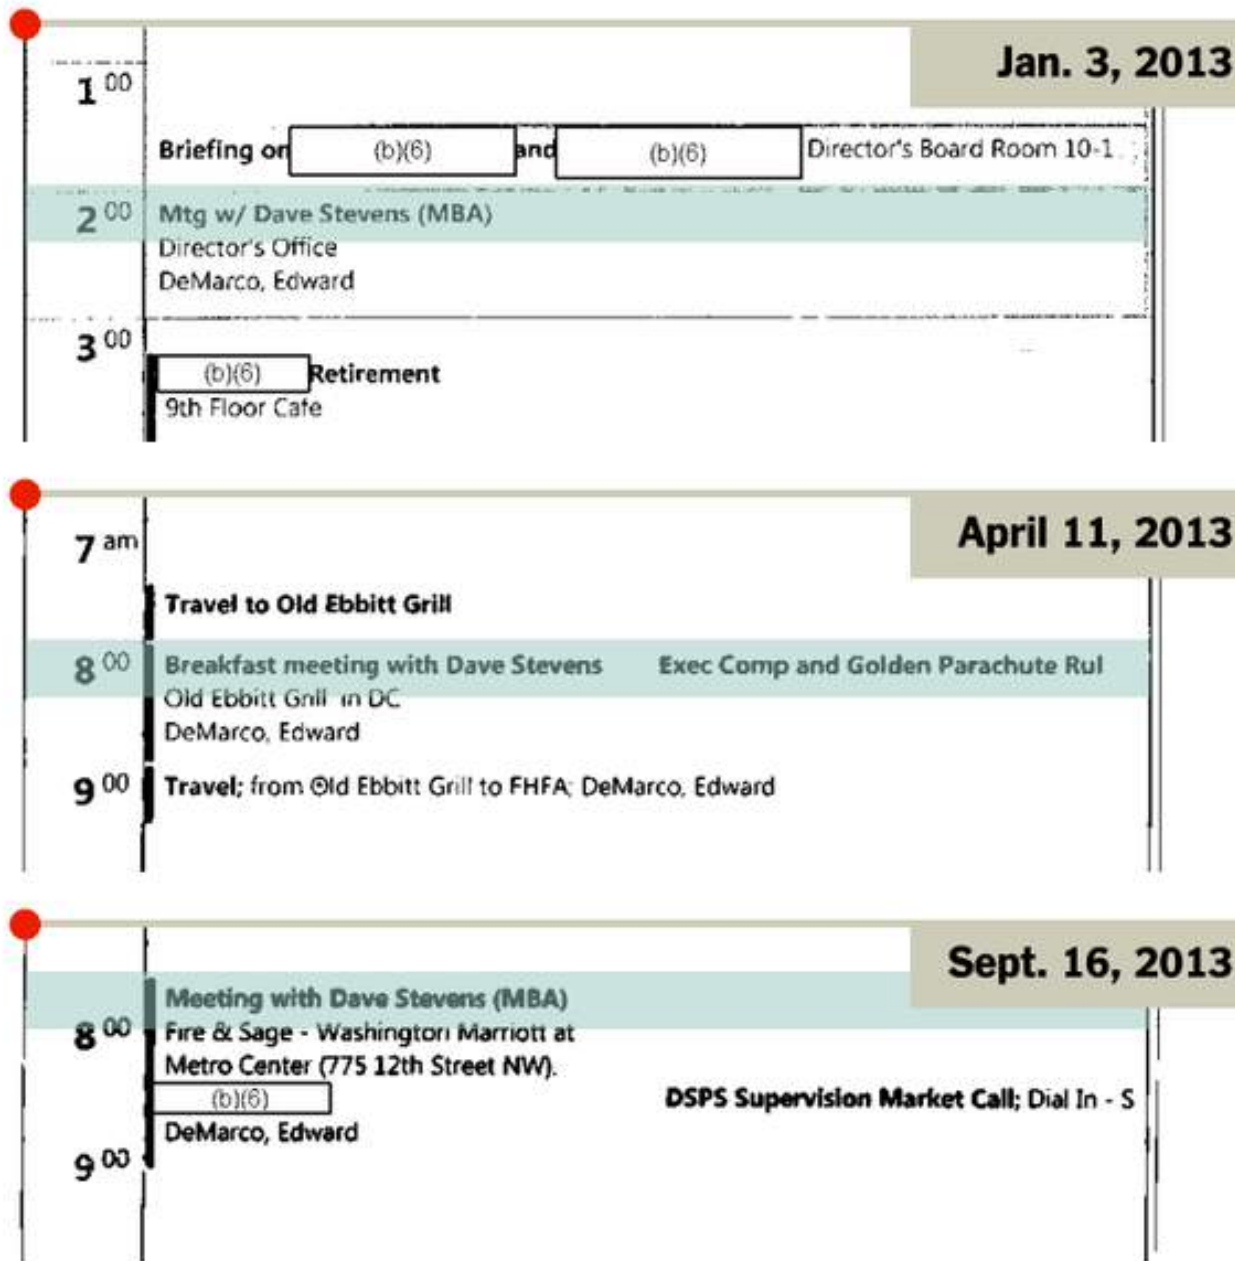 Jan. 3, 2013
1 00
Briefing on (b)(6) and (b)(6) Director's Board Room 10-1
2 00 Mtg w/ Dave Stevens (MBA)
Director's Office
DeMarco, Edward
3 00
(b)(6) Retirement
9th Floor Cafe
April 11, 2013
7 am
Travel to Old Ebbitt Grill
8 00 Breakfast meeting with Dave Stevens Exec Comp and Golden Parachute Rul
Old Ebbitt Grill in DC
DeMarco, Edward
9 00 Travel; from Old Ebbitt Grill to FHFA; DeMarco, Edward
Sept. 16, 2013
Meeting with Dave Stevens (MBA)
8 00 Fire & Sage - Washington Marriott at
Metro Center (775 12th Street NW).
(b)(6) DSPS Supervision Market Call; Dial In - S
DeMarco, Edward
9 00